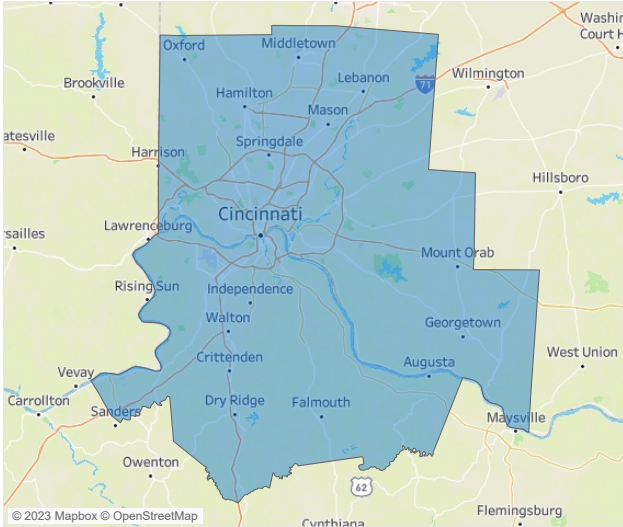 Washin
Court H
Oxford
Middletown
Brookville
Lebanon
Wilmington
71
Hamilton
Mason
atesville
Springdale
Harrison
Hillsboro
Cincinnati
Lawrenceburg
rsailles
Mount Orab
Rising Sun
Independence
Walton
Georgetown
West Union
Crittenden
Augusta
Vevay
Carrollton
Dry Ridge
Falmouth
Sanders
Maysville
Owenton
62
Flemingsburg
Cynthiana
© 2023 Mapbox © OpenStreetMap